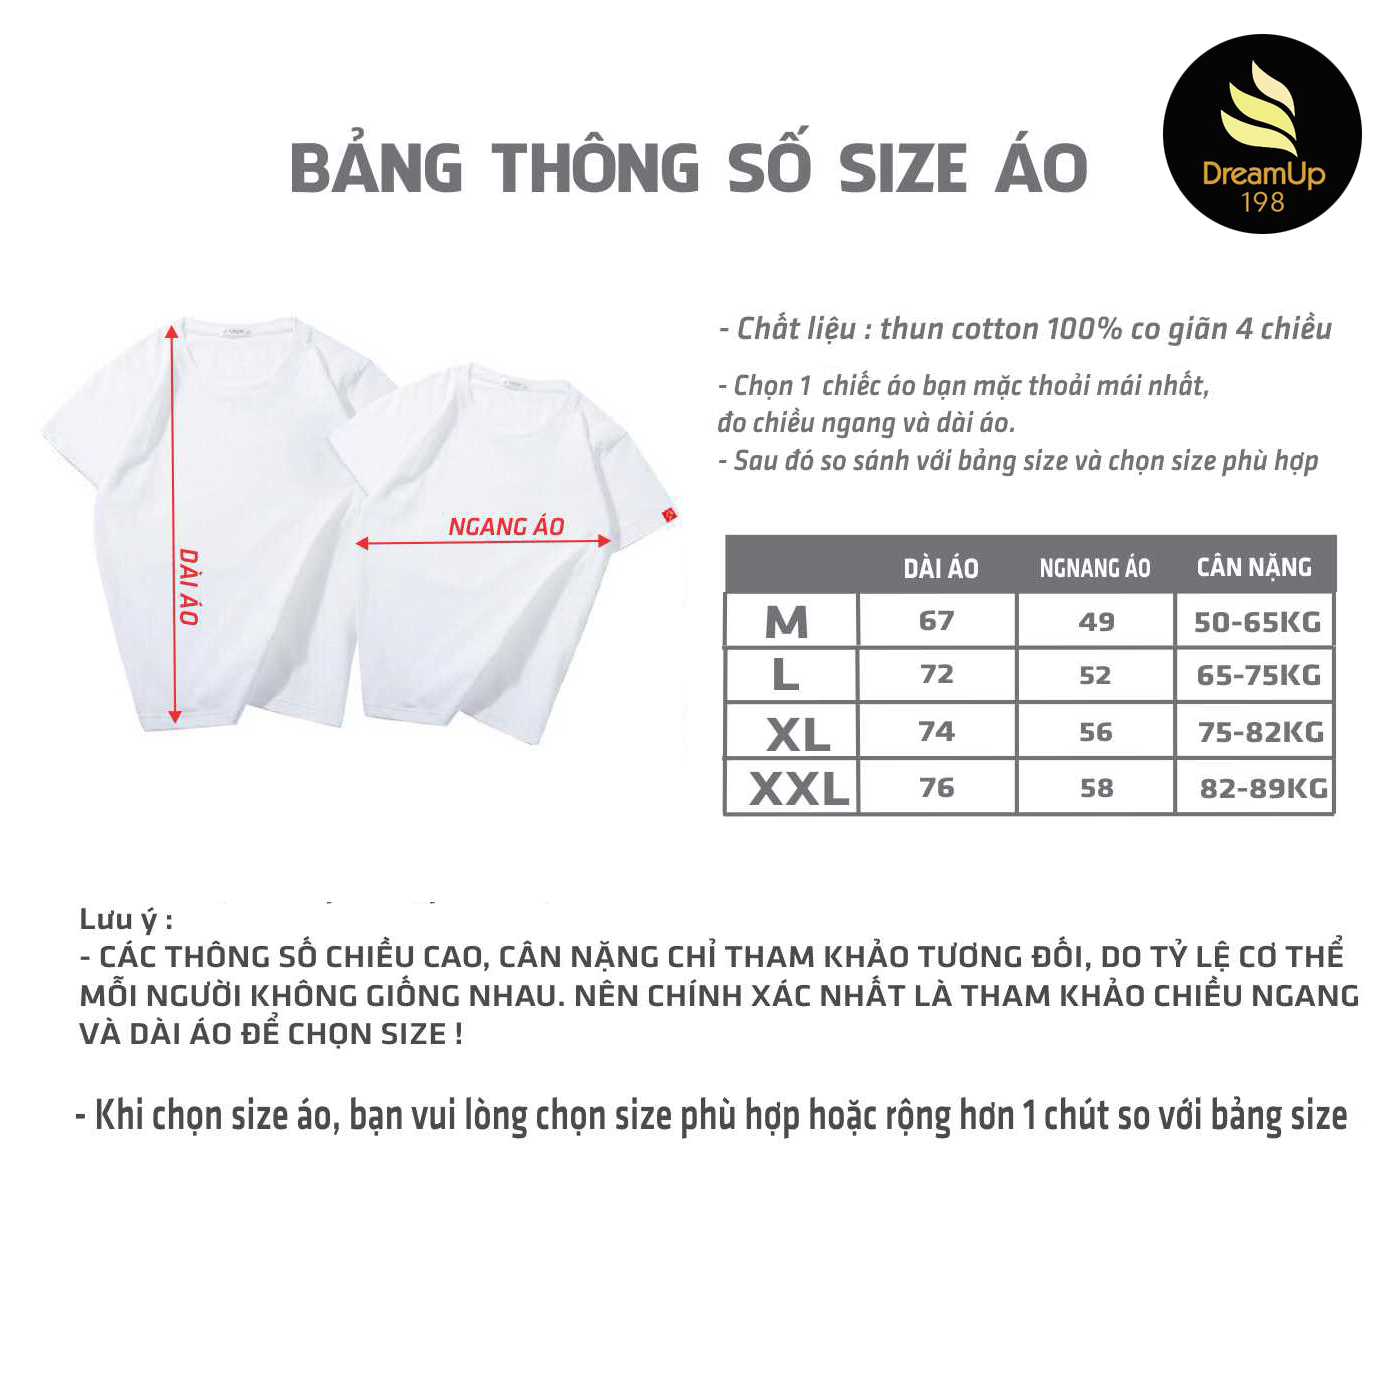 BẢNG THÔNG SỐ SIZE ÁO
DreamUp
198
- Chất liệu : thun cotton 100% co giãn 4 chiều
- Chọn 1 chiếc áo bạn mặc thoải mái nhất,
đo chiều ngang và dài áo.
- Sau đó so sánh với bảng size và chọn size phù hợp
DÀI ÁO
NGANG ÁO
DÀI ÁO NGNANG ÁO CÂN NẶNG
M 67 49 50-65KG
L 72 52 65-75KG
XL 74 56 75-82KG
XXL 76 58 82-89KG
Lưu ý :
- CÁC THÔNG SỐ CHIỀU CAO, CÂN NẶNG CHỈ THAM KHẢO TƯƠNG ĐỐI, DO TỶ LỆ CƠ THỂ
MỖI NGƯỜI KHÔNG GIỐNG NHAU. NÊN CHÍNH XÁC NHẤT LÀ THAM KHẢO CHIỀU NGANG
VÀ DÀI ÁO ĐỂ CHỌN SIZE !
- Khi chọn size áo, bạn vui lòng chọn size phù hợp hoặc rộng hơn 1 chút so với bảng size